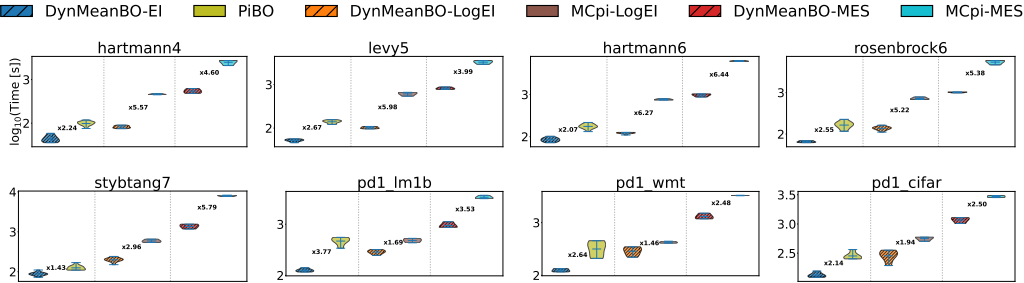 DynMeanBO-EI PiBO DynMeanBO-LogEI MCpi-LogEI DynMeanBO-MES MCpi-MES
hartmann4 levy5 hartmann6 rosenbrock6
log10(Time [s])
3
2
x2.24
x5.57
x4.60
3
2
x2.67
x5.98
x3.99
3
2
x2.07
x6.27
x6.44
3
2
x2.55
x5.22
x5.38
stybtang7 pd1_lm1b pd1_wmt pd1_cifar
4
3
2
x1.43
x2.96
x5.79
3
2
x3.77
x1.69
x3.53
3
2
x2.64
x1.46
x2.48
3.5
3.0
2.5
x2.14
x1.94
x2.50